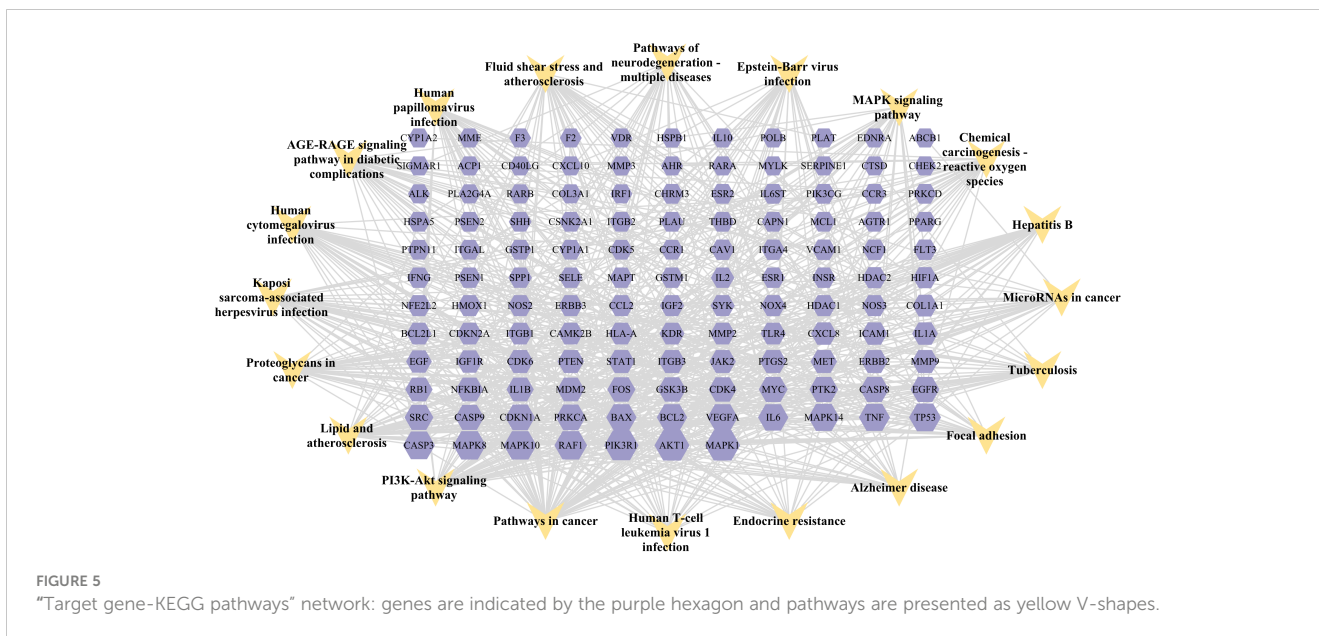 Pathways of
neurodegeneration -
multiple diseases
Fluid shear stress and
atherosclerosis
Epstein-Barr virus
infection
Human
papillomavirus
infection
MAPK signaling
pathway
AGE-RAGE signaling
pathway in diabetic
complications
Chemical
carcinogenesis -
reactive oxygen
species
Human
cytomegalovirus
infection
Hepatitis B
Kaposi
sarcoma-associated
herpesvirus infection
MicroRNAs in cancer
Proteoglycans in
cancer
Tuberculosis
Lipid and
atherosclerosis
Focal adhesion
PI3K-Akt signaling
pathway
Alzheimer disease
Pathways in cancer
Human T-cell
leukemia virus 1
infection
Endocrine resistance
CYP1A2 MME F3 F2 VDR HSPB1 IL10 POLB PLAT EDNRA ABCB1
SIGMAR1 ACP1 CD40LG CXCL10 MMP3 AHR RARA MYLK SERPINE1 CTSD CHEK2
ALK PLA2G4A RARB COL3A1 IRF1 CHRM3 ESR2 IL6ST PIK3CG CCR3 PRKCD
HSPA5 PSEN2 SHH CSNK2A1 ITGB2 PLAU THBD CAPN1 MCL1 AGTR1 PPARG
PTPN11 ITGAL GSTP1 CYP1A1 CDK5 CCR1 CAV1 ITGA4 VCAM1 NCF1 FLT3
IFNG PSEN1 SPP1 SELE MAPT GSTM1 IL2 ESR1 INSR HDAC2 HIF1A
NFE2L2 HMOX1 NOS2 ERBB3 CCL2 IGF2 SYK NOX4 HDAC1 NOS3 COL1A1
BCL2L1 CDKN2A ITGB1 CAMK2B HLA-A KDR MMP2 TLR4 CXCL8 ICAM1 IL1A
EGF IGF1R CDK6 PTEN STAT1 ITGB3 JAK2 PTGS2 MET ERBB2 MMP9
RB1 NFKBIA IL1B MDM2 FOS GSK3B CDK4 MYC PTK2 CASP8 EGFR
SRC CASP9 CDKN1A PRKCA BAX BCL2 VEGFA IL6 MAPK14 TNF TP53
CASP3 MAPK8 MAPK10 RAF1 PIK3R1 AKT1 MAPK1
FIGURE 5
"Target gene-KEGG pathways" network: genes are indicated by the purple hexagon and pathways are presented as yellow V-shapes.